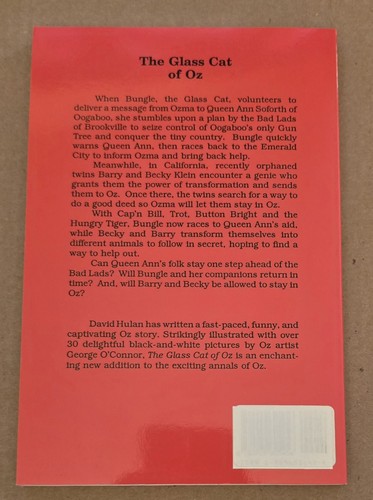 The Glass Cat
of Oz
When Bungle, the Glass Cat, volunteers to
deliver a message from Ozma to Queen Ann Soforth of
Oogaboo, she stumbles upon a plan by the Bad Lads
of Brookville to seize control of Oogaboo's only Gun
Tree and conquer the tiny country. Bungle quickly
warns Queen Ann, then races back to the Emerald
City to inform Ozma and bring back help.
Meanwhile, in California, recently orphaned
twins Barry and Becky Klein encounter a genie who
grants them the power of transformation and sends
them to Oz. Once there, the twins search for a way to
do a good deed so Ozma will let them stay in Oz.
With Cap'n Bill, Trot, Button Bright and the
Hungry Tiger, Bungle now races to Queen Ann's aid,
while Becky and Barry transform themselves into
different animals to follow in secret, hoping to find a
way to help out.
Can Queen Ann's folk stay one step ahead of the
Bad Lads? Will Bungle and her companions return in
time? And, will Barry and Becky be allowed to stay in
Oz?
David Hulan has written a fast-paced, funny, and
captivating Oz story. Strikingly illustrated with over
30 delightful black-and-white pictures by Oz artist
George O'Connor, The Glass Cat of Oz is an enchant-
ing new addition to the exciting annals of Oz.